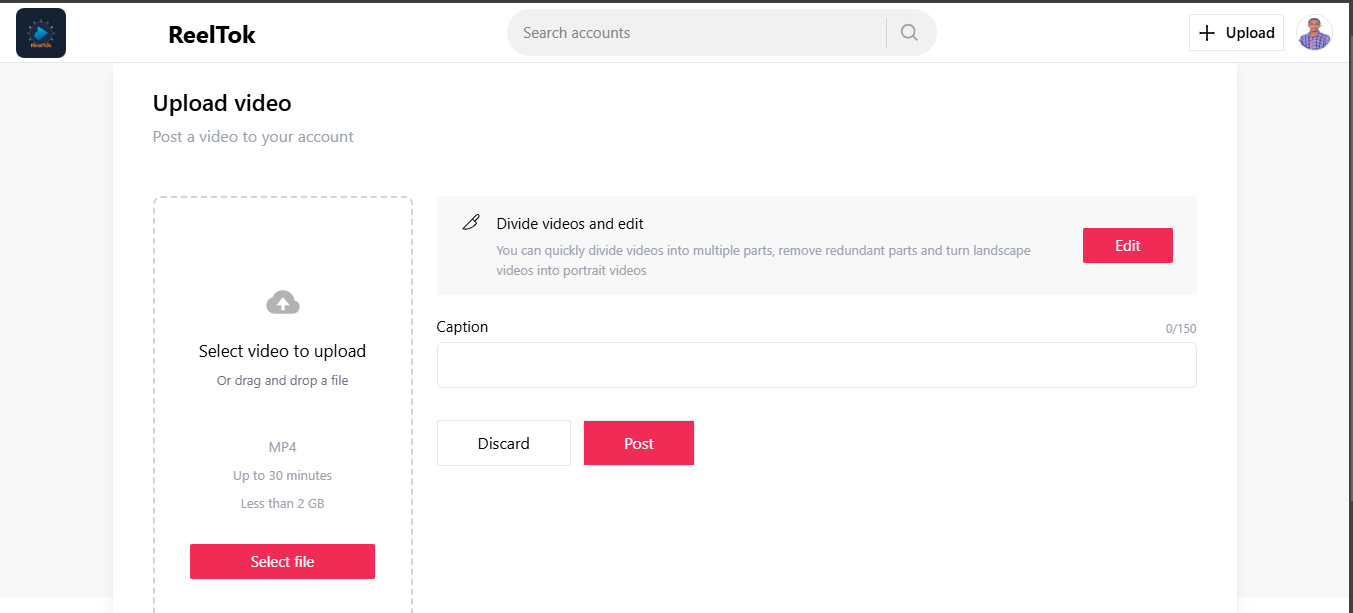 ReelTok
Search accounts
Upload
Upload video
Post a video to your account
Select video to upload
Or drag and drop a file
MP4
Up to 30 minutes
Less than 2 GB
Select file
Divide videos and edit
You can quickly divide videos into multiple parts, remove redundant parts and turn landscape
videos into portrait videos
Edit
Caption
0/150
Discard
Post